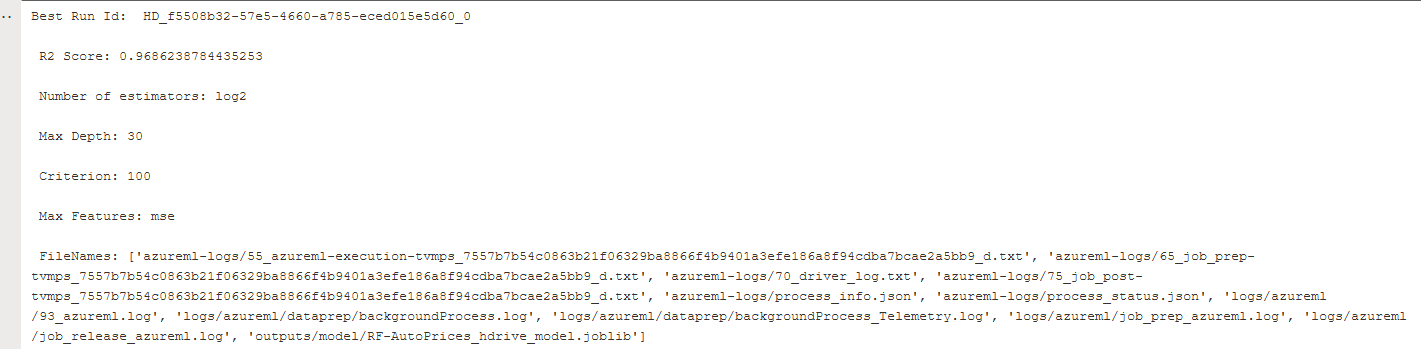 Best Run Id:  HD_f5508b32-57e5-4660-a785-eced015e5d60_0
R2 Score: 0.9686238784435253
Number of estimators: log2
Max Depth: 30
Criterion: 100
Max Features: mse
FileNames: ['azureml-logs/55_azureml-execution-tvmps_7557b7b54c0863b21f06329ba8866f4b9401a3efe186a8f94cdba7bcae2a5bb9_d.txt', 'azureml-logs/65_job_prep-
tvmps_7557b7b54c0863b21f06329ba8866f4b9401a3efe186a8f94cdba7bcae2a5bb9_d.txt', 'azureml-logs/70_driver_log.txt', 'azureml-logs/75_job_post-
tvmps_7557b7b54c0863b21f06329ba8866f4b9401a3efe186a8f94cdba7bcae2a5bb9_d.txt', 'azureml-logs/process_info.json', 'azureml-logs/process_status.json', 'logs/azureml
/93_azureml.log', 'logs/azureml/dataprep/backgroundProcess.log', 'logs/azureml/dataprep/backgroundProcess_Telemetry.log', 'logs/azureml/job_prep_azureml.log', 'logs/azureml
/job_release_azureml.log', 'outputs/model/RF-AutoPrices_hdrive_model.joblib']